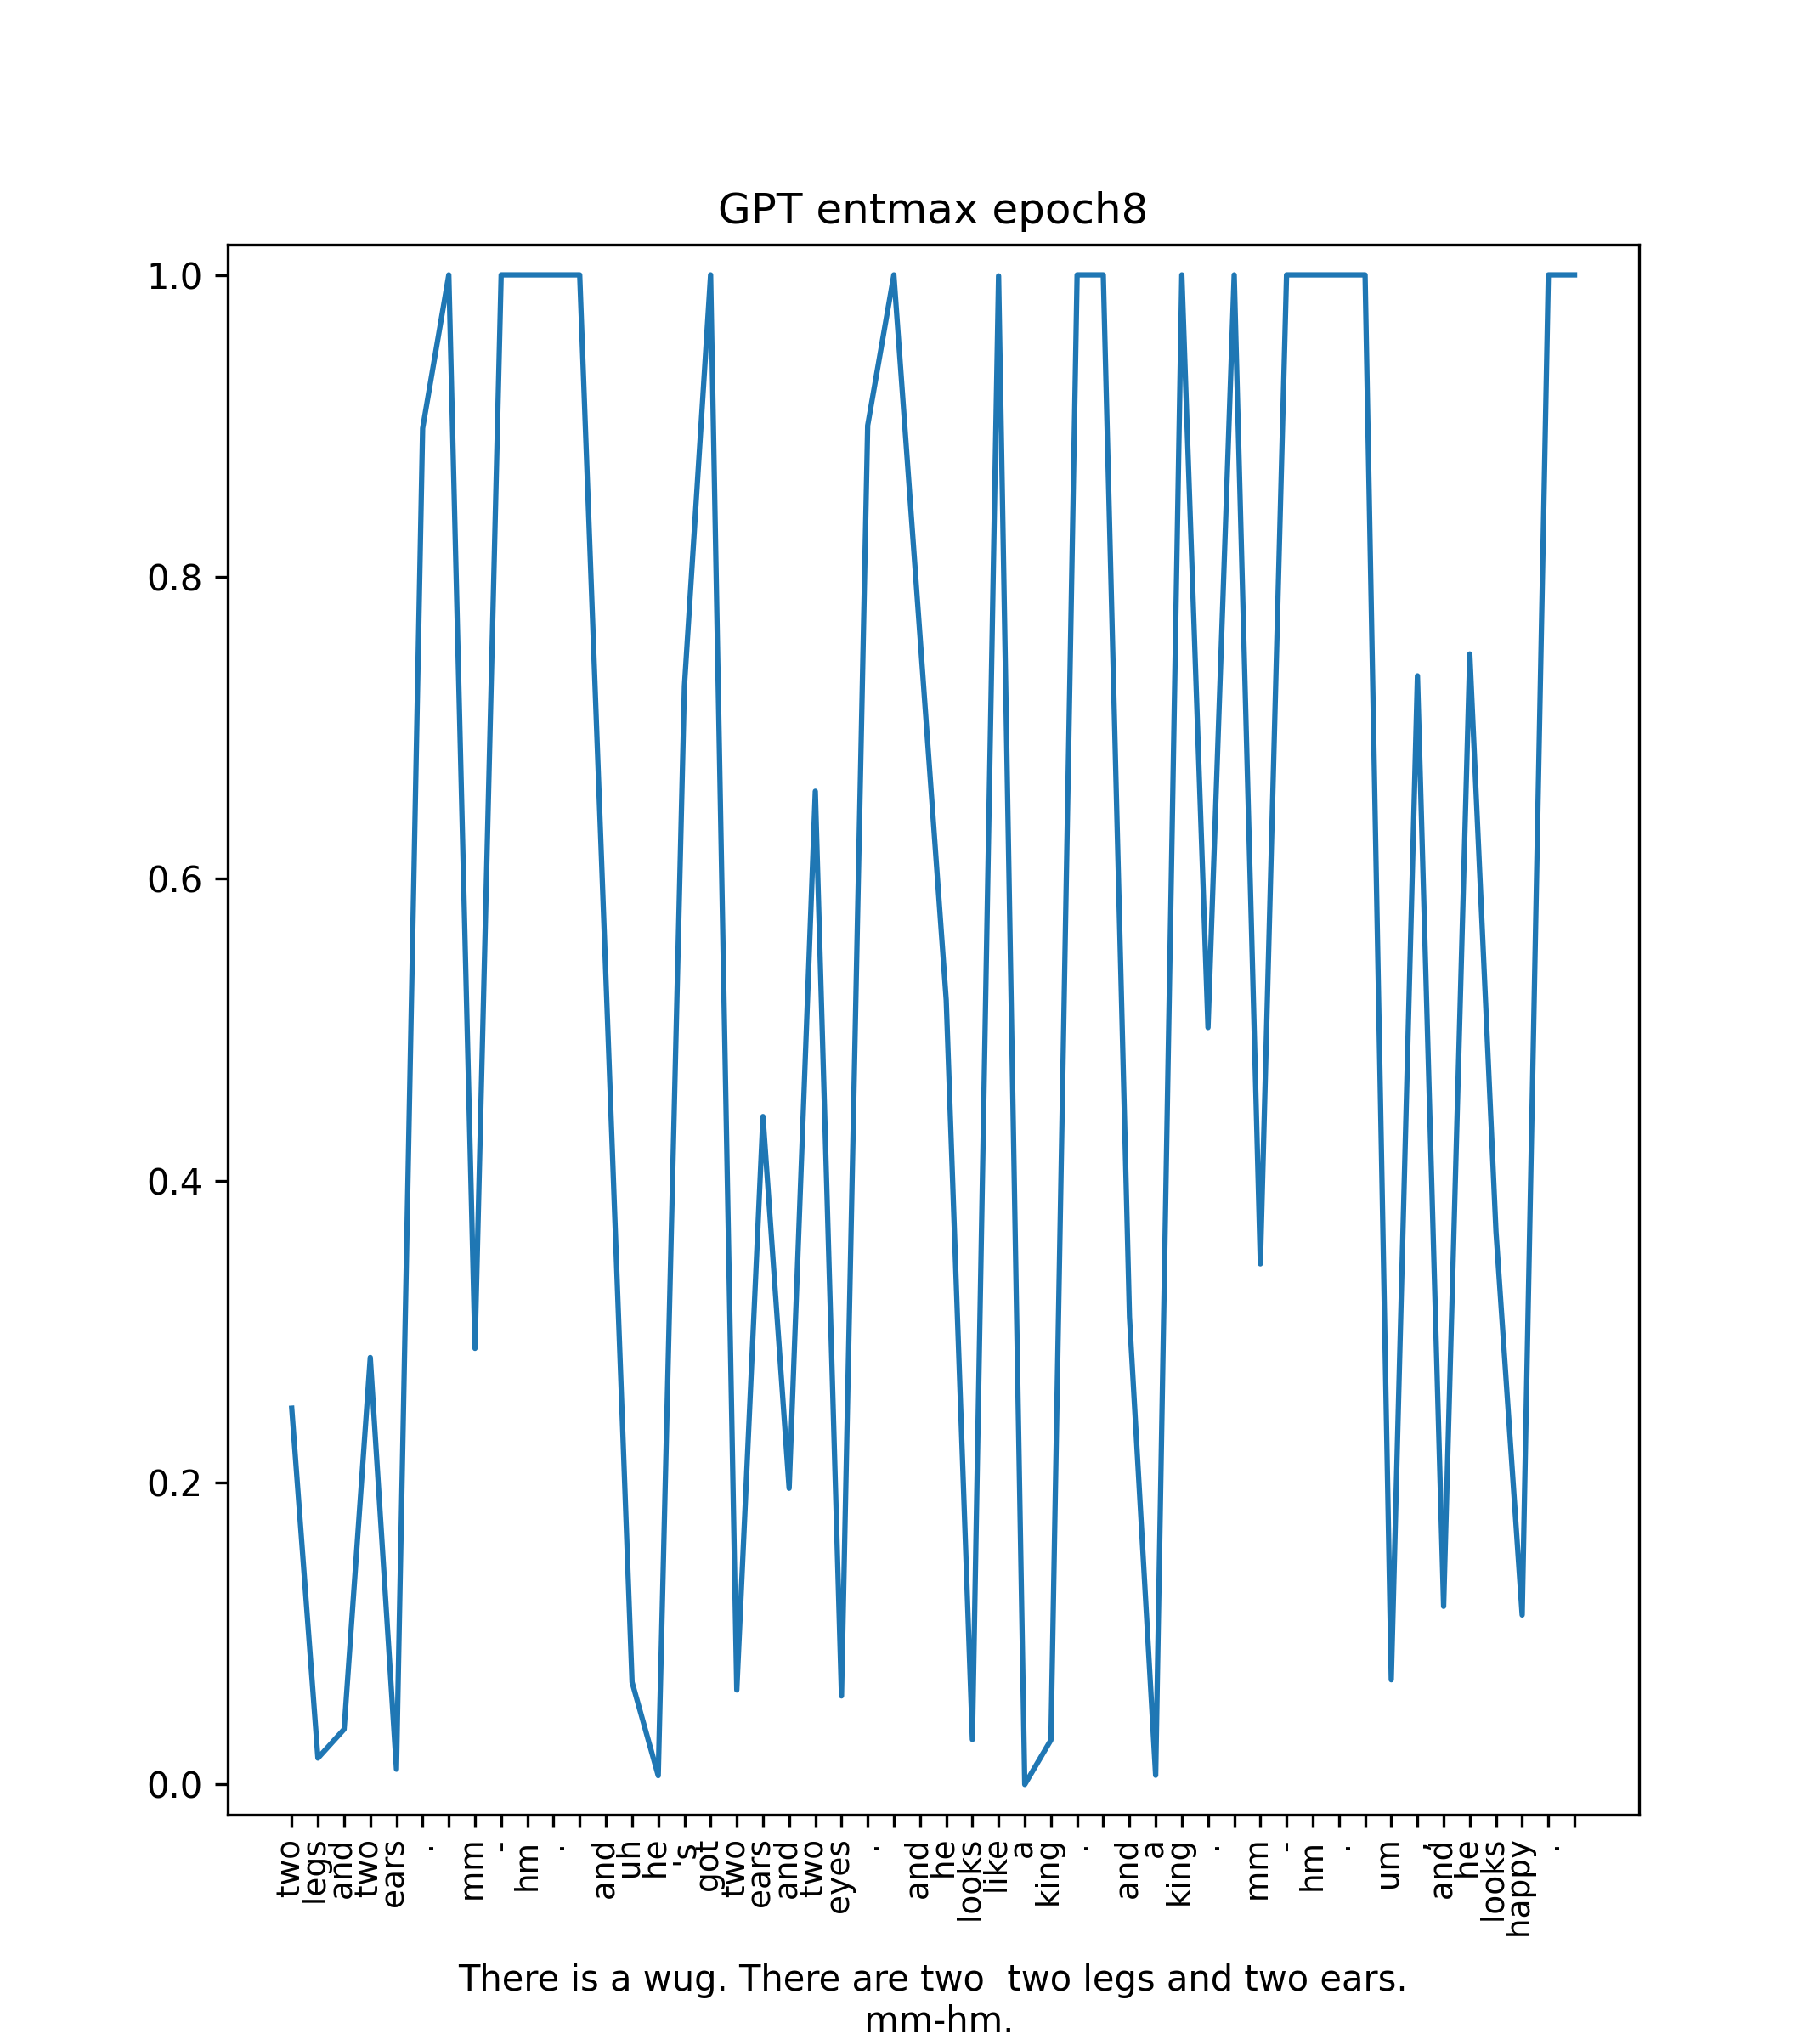 GPT entmax epoch8
1.0
0.8
0.6
0.4
0.2
0.0
two
legs
and
two
ears
.
mm
-
hm
.
and
uh
he
's
got
two
ears
and
two
eyes
.
and
he
looks
like
a
king
.
and
a
king
.
mm
-
hm
.
um
,
and
he
looks
happy
.
There is a wug. There are two  two legs and two ears.
mm-hm.